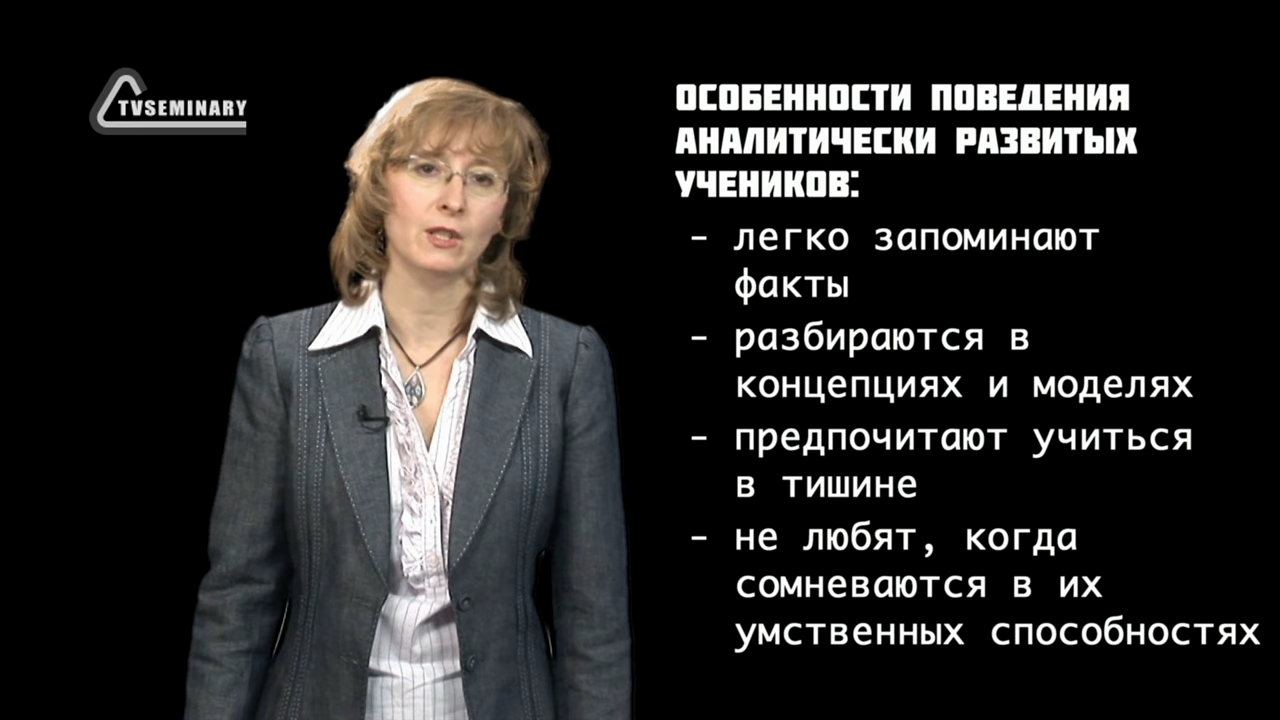 TVSEMINARY
ОСОБЕННОСТИ ПОВЕДЕНИЯ
АНАЛИТИЧЕСКИ РАЗВИТЫХ
УЧЕНИКОВ:
- легко запоминают
факты
- разбираются в
концепциях и моделях
- предпочитают учиться
в тишине
- не любят, когда
сомневаются в их
умственных способностях